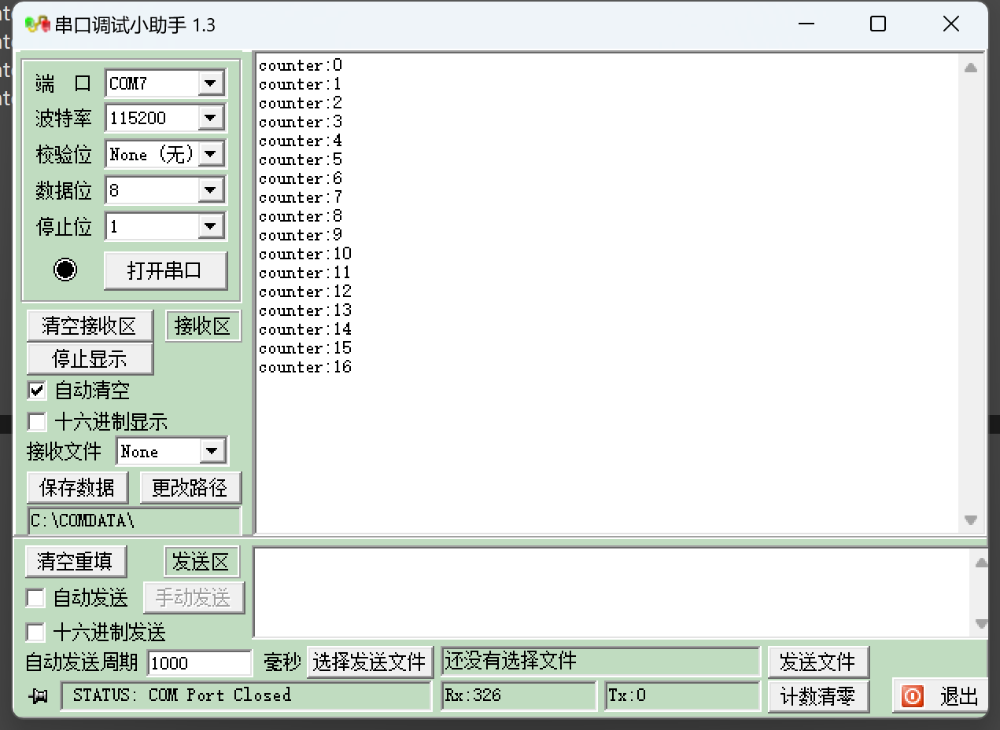 串口调试小助手 1.3
端 口 COM7
波特率 115200
校验位 None (无)
数据位 8
停止位 1
打开串口
清空接收区 接收区
停止显示
自动清空
十六进制显示
接收文件 None
保存数据 更改路径
C:\COMDATA\
counter:0
counter:1
counter:2
counter:3
counter:4
counter:5
counter:6
counter:7
counter:8
counter:9
counter:10
counter:11
counter:12
counter:13
counter:14
counter:15
counter:16
清空重填 发送区
自动发送 手动发送
十六进制发送
自动发送周期 1000 毫秒 选择发送文件 还没有选择文件 发送文件
STATUS: COM Port Closed Rx:326 Tx:0 计数清零 退出